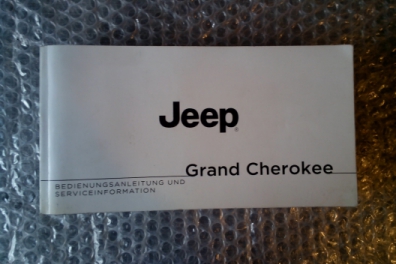 Jeep
Grand Cherokee
BEDIENUNGSANLEITUNG UND
SERVICEINFORMATION